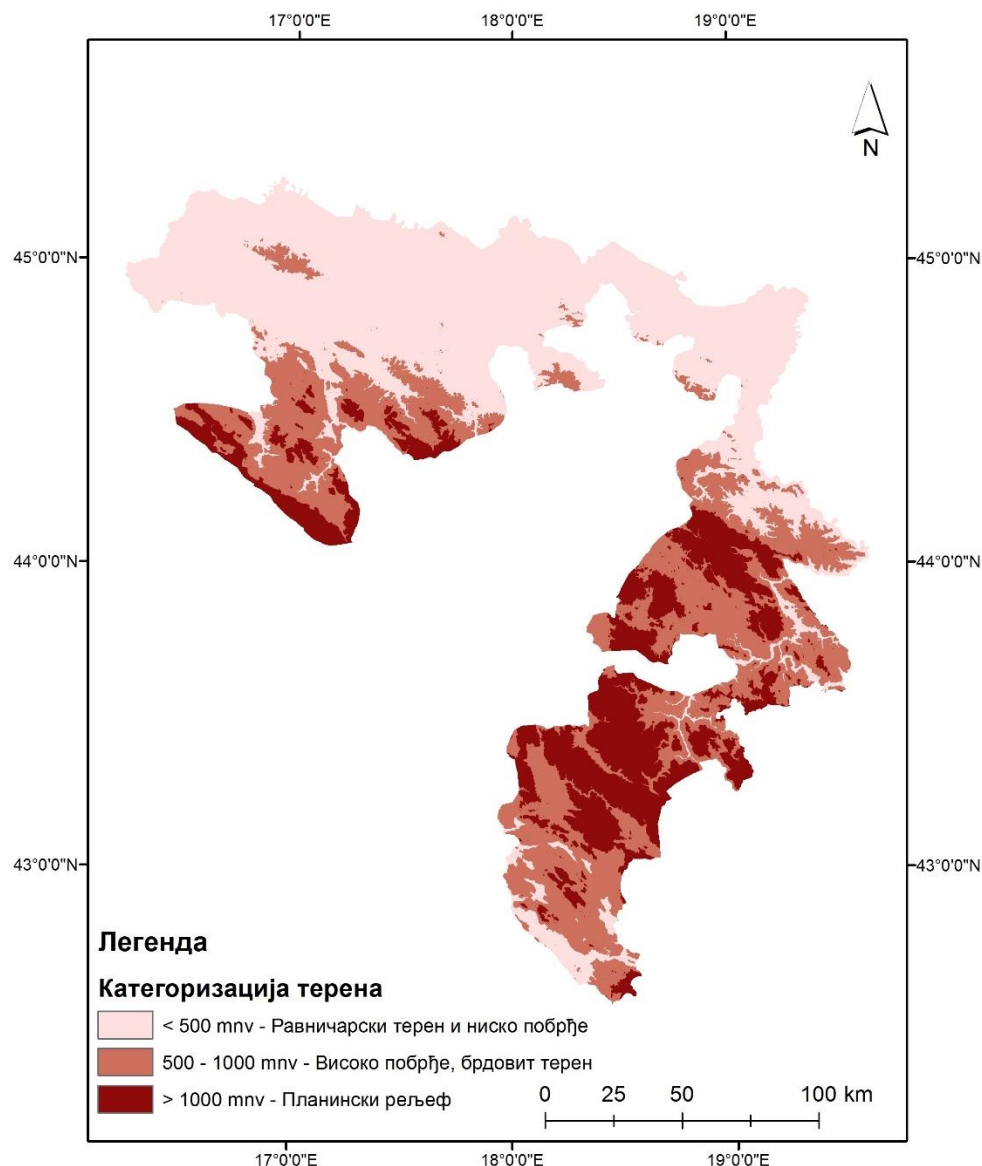 17°0'0"E 18°0'0"E 19°0'0"E
N
45°0'0"N 45°0'0"N
44°0'0"N 44°0'0"N
43°0'0"N 43°0'0"N
Легенда
Категоризација терена
< 500 mnv - Равничарски терен и ниско побрђе
500 - 1000 mnv - Високо побрђе, брдовит терен
> 1000 mnv - Планински рељеф
0 25 50 100 km
17°0'0"E 18°0'0"E 19°0'0"E